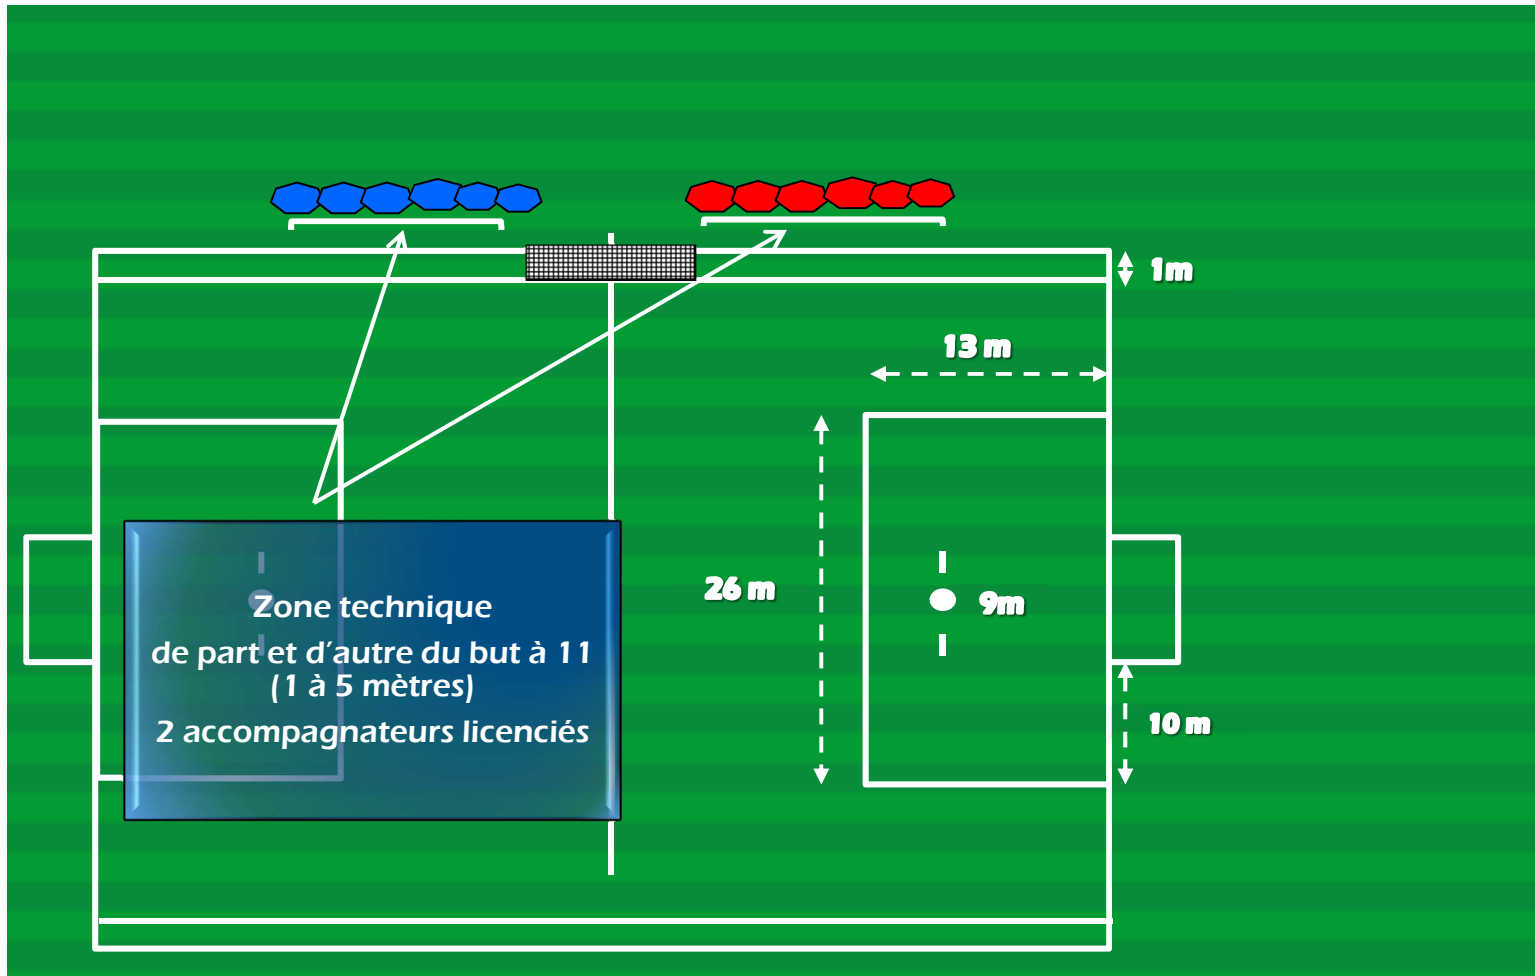 1m
13 m
26 m
9m
Zone technique
de part et d’autre du but à 11
(1 à 5 mètres)
2 accompagnateurs licenciés
10 m